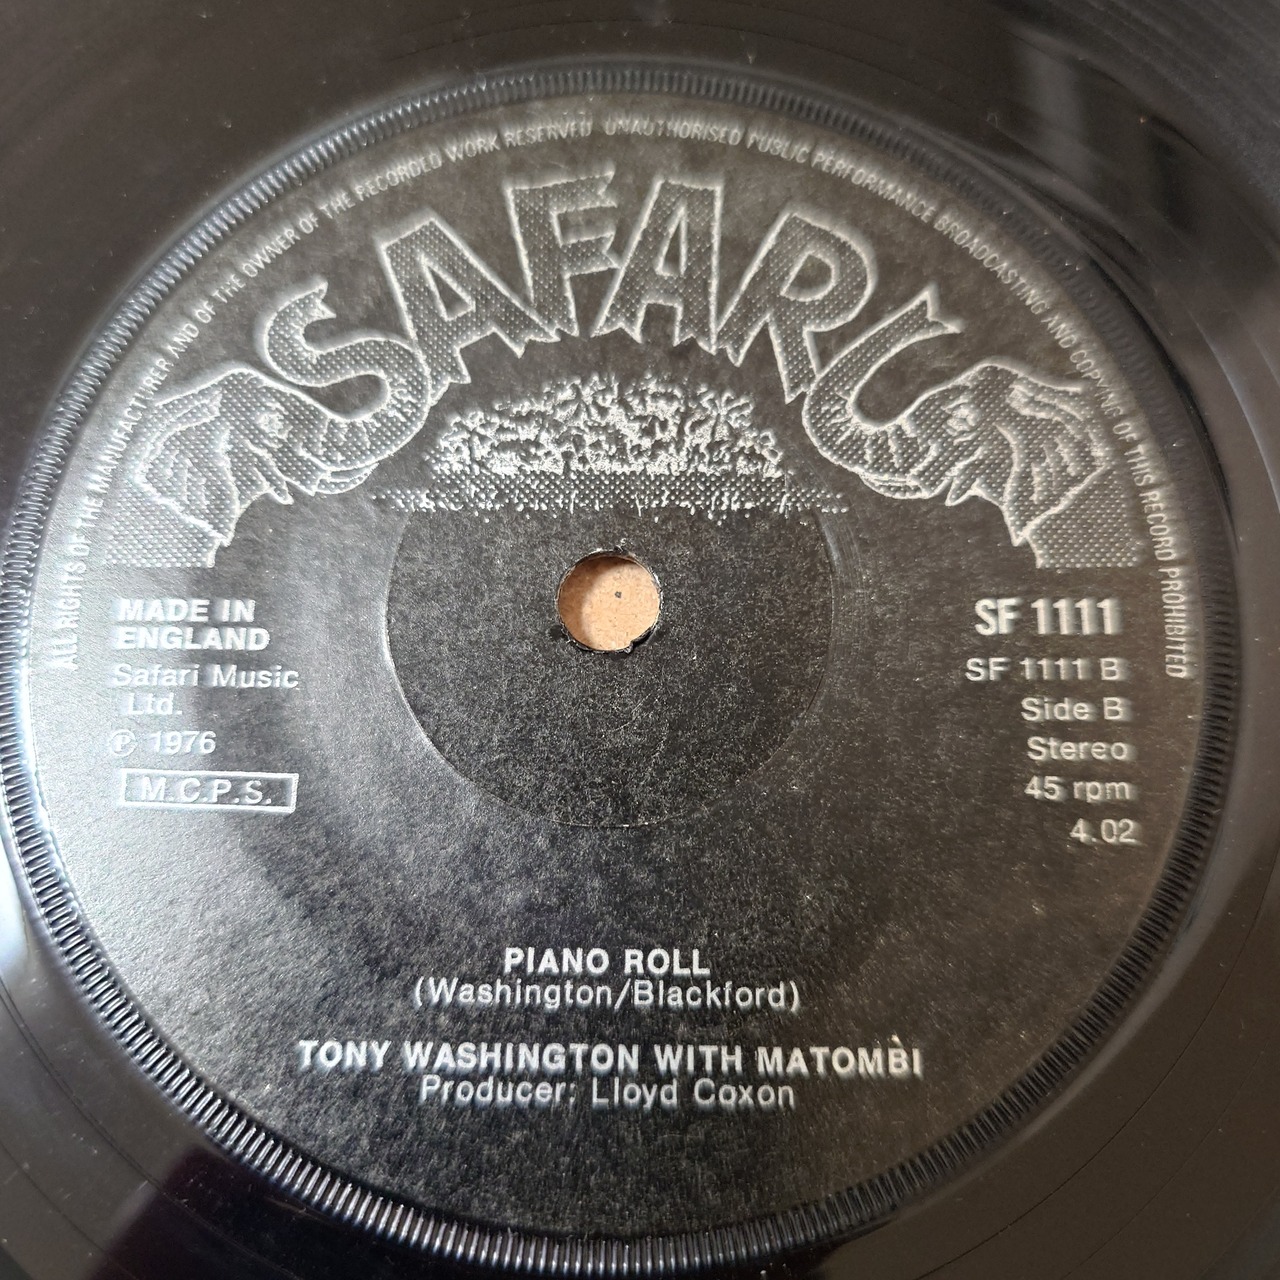 ALL RIGHTS OF THE MANUFACTURER AND OF THE OWNER OF THE RECORDED WORK RESERVED UNAUTHORISED PUBLIC PERFORMANCE BROADCASTING AND COPYING OF THIS RECORD PROHIBITED
SAFARI
MADE IN
ENGLAND
Safari Music
Ltd.
℗ 1976
M.C.P.S.
SF 1111
SF 1111 B
Side B
Stereo
45 rpm
4.02
PIANO ROLL
(Washington/Blackford)
TONY WASHINGTON WITH MATOMBI
Producer: Lloyd Coxon